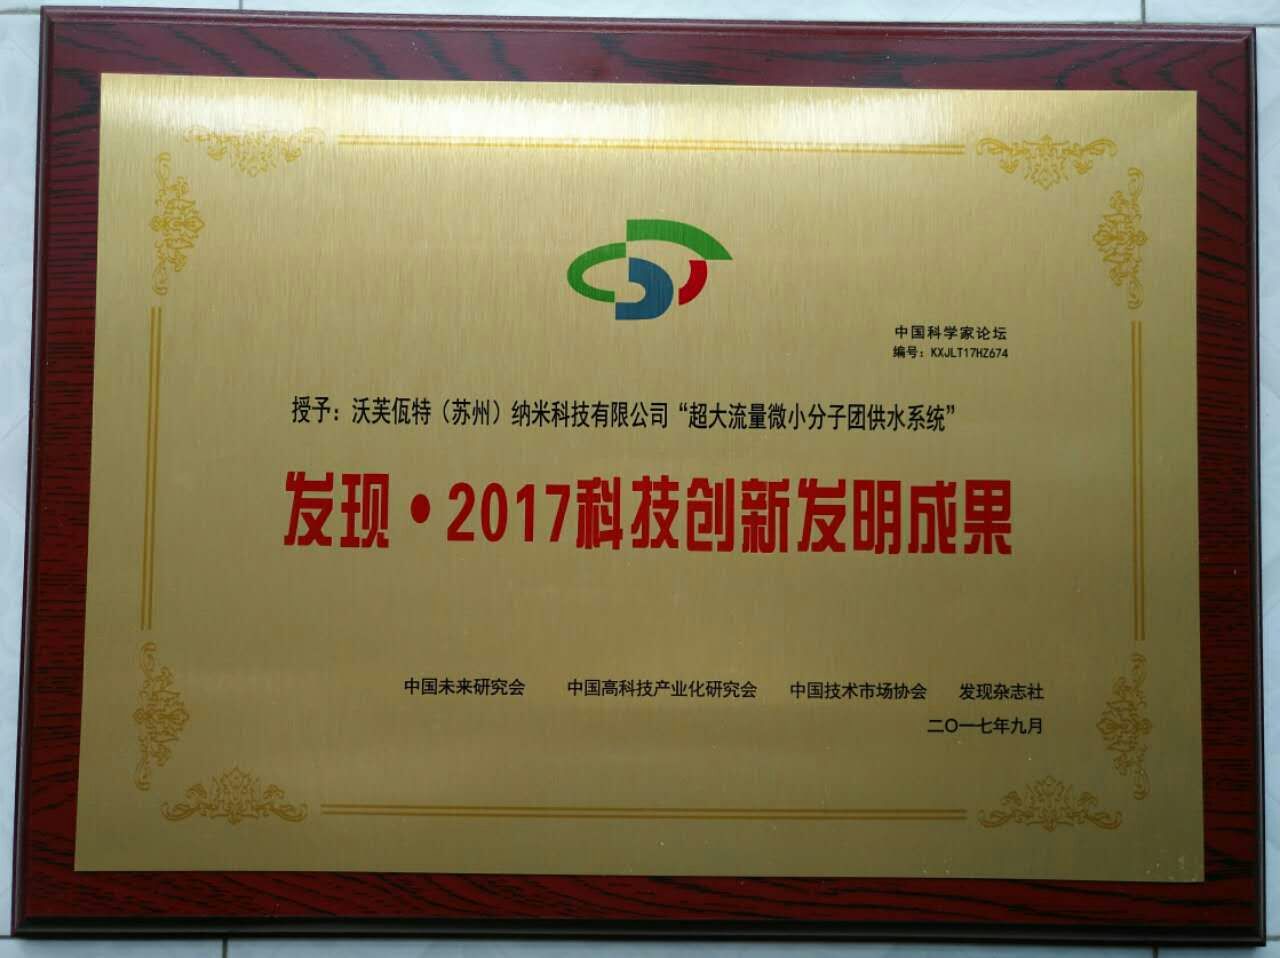 中国科学家论坛
编号：KXJLT17HZ674
授予：沃芙佤特（苏州）纳米科技有限公司“超大流量微小分子团供水系统”
发现·2017科技创新发明成果
中国未来研究会 中国高科技产业化研究会 中国技术市场协会 发现杂志社
二〇一七年九月